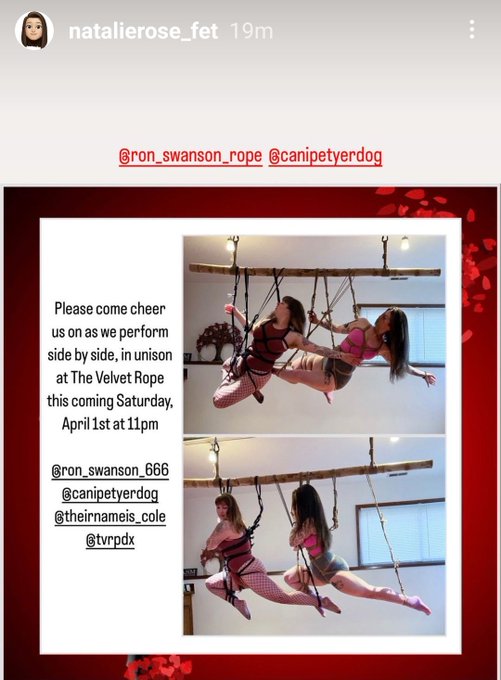 natalierose_fet 19m
@ron_swanson_rope @canipetyerdog
Please come cheer
us on as we perform
side by side, in unison
at The Velvet Rope
this coming Saturday,
April 1st at 11pm
@ron_swanson_666
@canipetyerdog
@theirnameis_cole
@tvrpdx